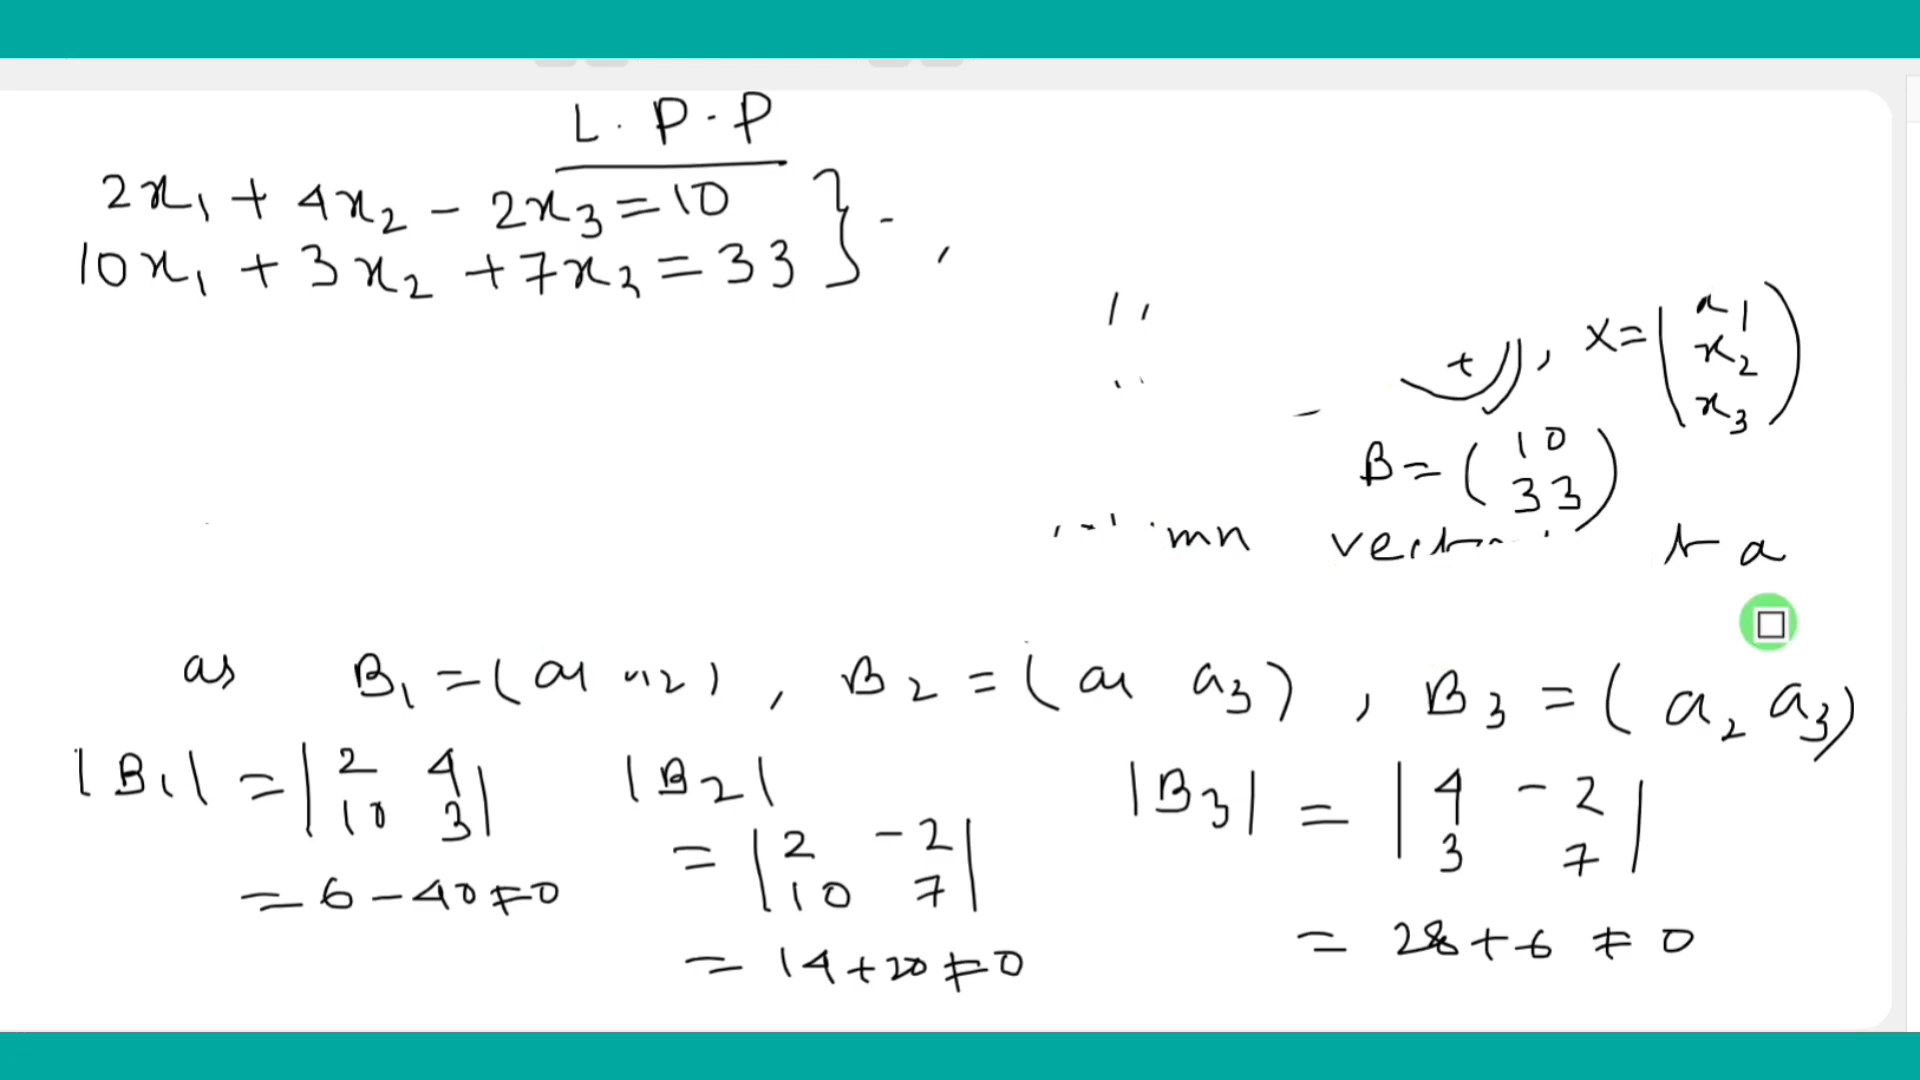 L.P.P
2x₁ + 4x₂ - 2x₃ = 10
10x₁ + 3x₂ + 7x₃ = 33
, x = (x₁ x₂ x₃)
B = (10 33)
mn vect a
as B₁ = (a₁ a₂), B₂ = (a₁ a₃), B₃ = (a₂ a₃)
|B₁| = |2 4
10 3|
= 6 - 40 ≠ 0
|B₂|
= |2 -2
10 7|
= 14 + 20 ≠ 0
|B₃| = |4 -2
3 7|
= 28 + 6 ≠ 0